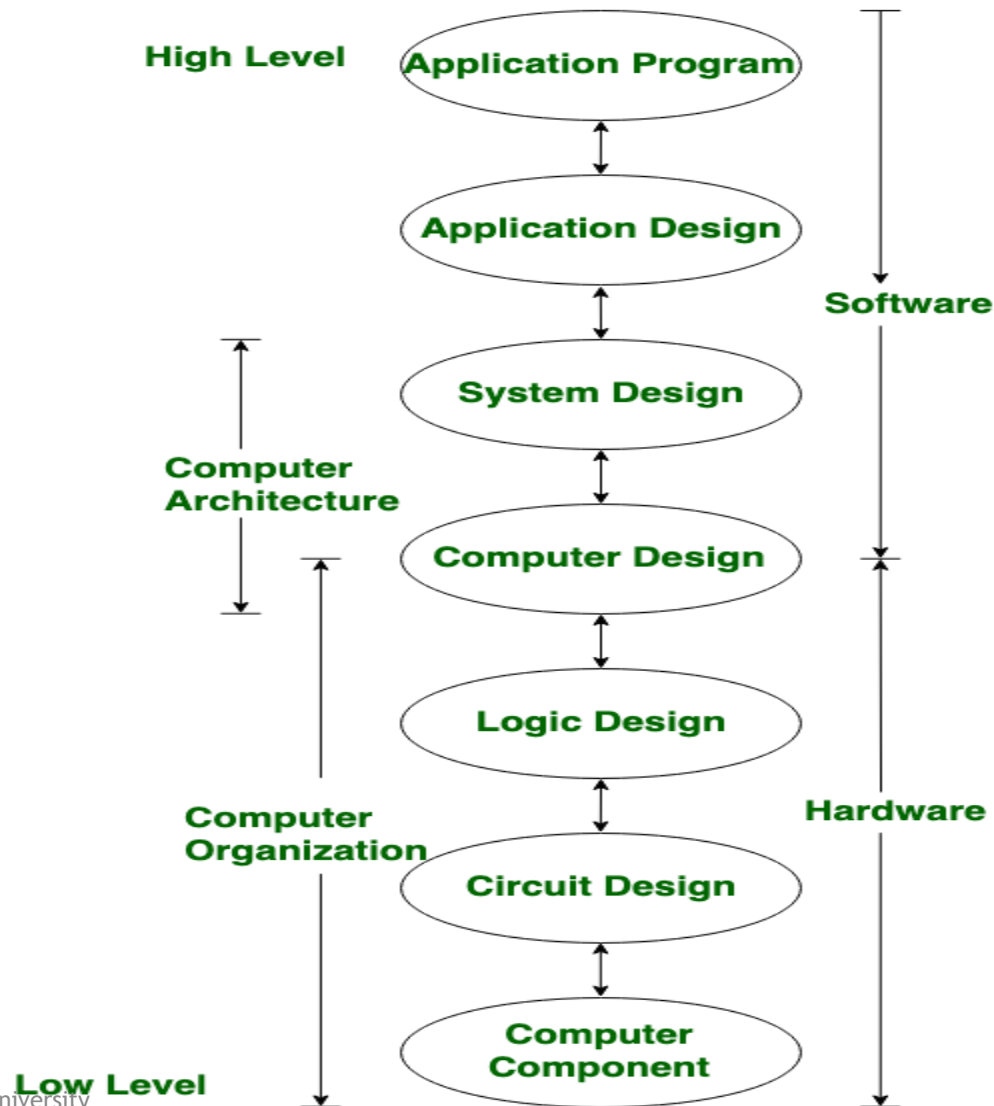 High Level
Application Program
Application Design
Software
System Design
Computer
Architecture
Computer Design
Logic Design
Computer
Organization
Hardware
Circuit Design
Computer
Component
Low Level